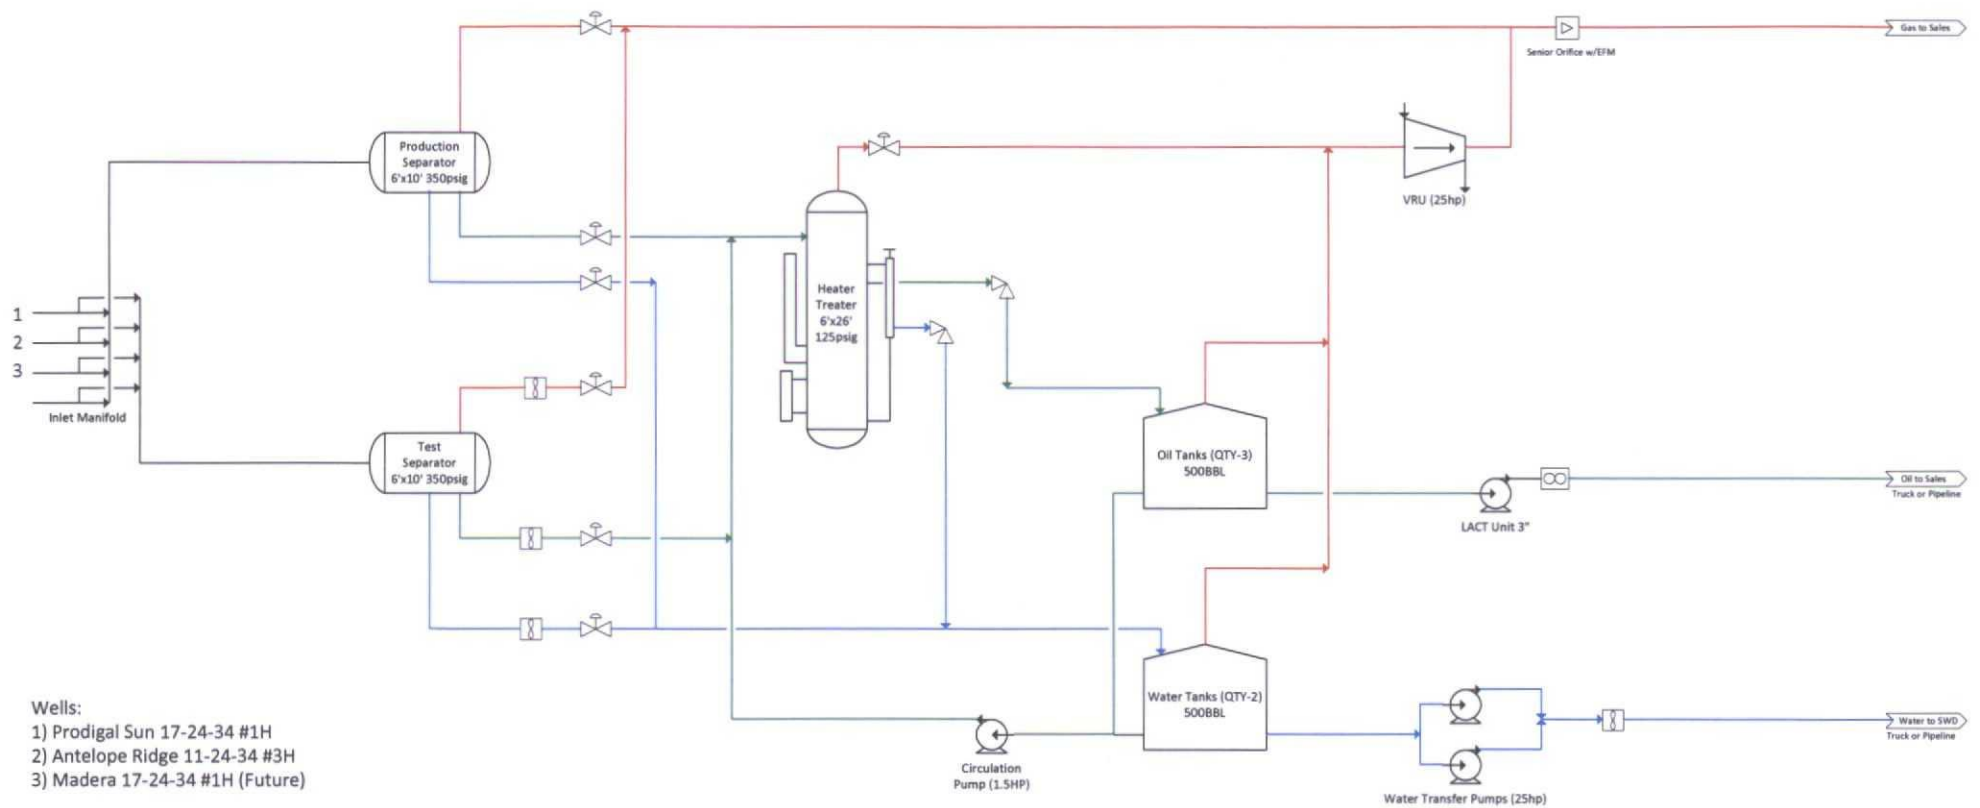 Gas to Sales
Senior Orifice w/EFM
Production
Separator
6'x10' 350psig
VRU (25hp)
Heater
Treater
6'x26'
125psig
1
2
3
Inlet Manifold
Test
Separator
6'x10' 350psig
Oil Tanks (QTY-3)
500BBL
LACT Unit 3"
Oil to Sales
Truck or Pipeline
Water Tanks (QTY-2)
500BBL
Circulation
Pump (1.5HP)
Water Transfer Pumps (25hp)
Water to SWD
Truck or Pipeline
Wells:
1) Prodigal Sun 17-24-34 #1H
2) Antelope Ridge 11-24-34 #3H
3) Madera 17-24-34 #1H (Future)